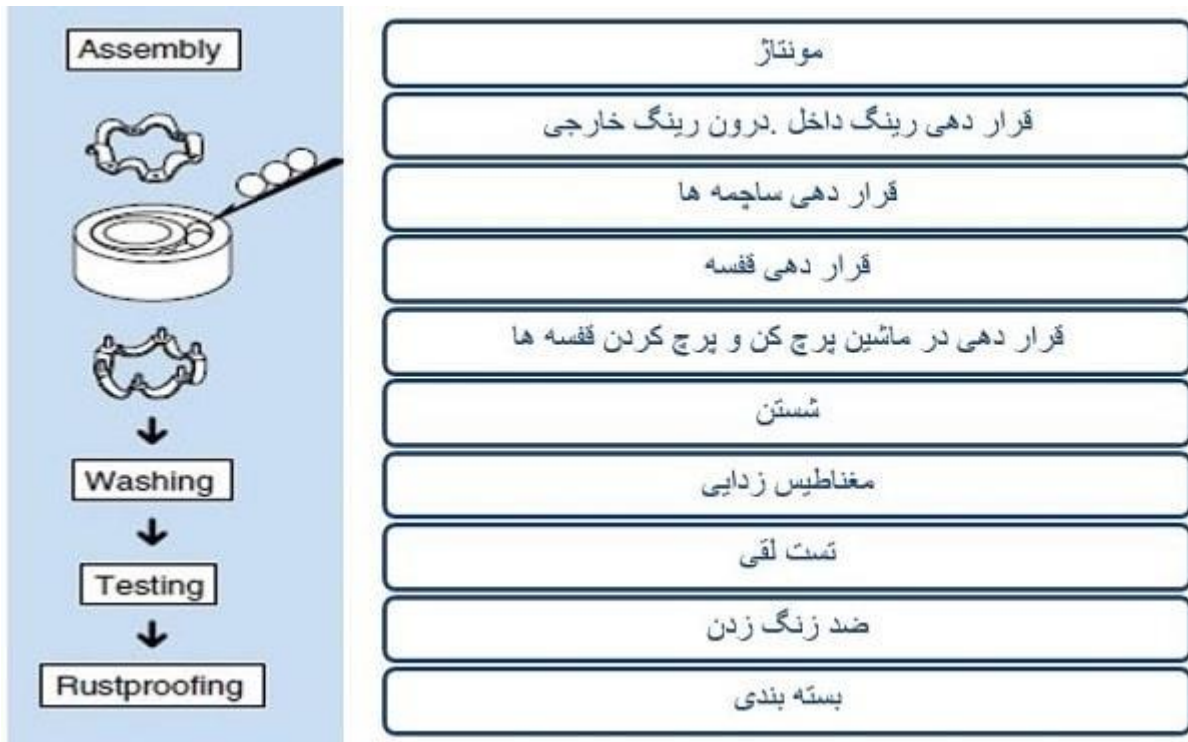 Assembly
Washing
Testing
Rustproofing
مونتاژ
قرار دهی رینگ داخل .درون رینگ خارجی
قرار دهی ساچمه ها
قرار دهی قفسه
قرار دهی در ماشین پرچ کن و پرچ کردن قفسه ها
شستن
مغناطیس زدایی
تست لقی
ضد زنگ زدن
بسته بندی